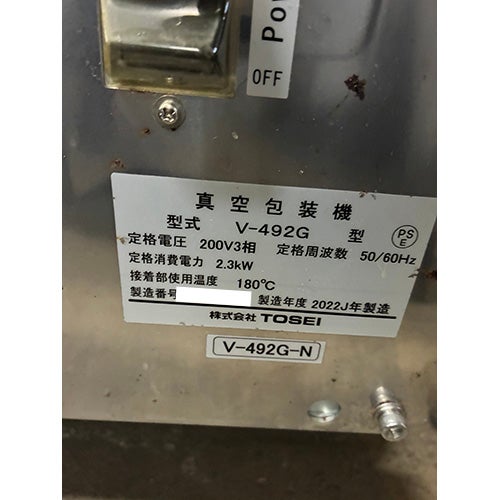 Po
OFF
真空包装機
型式 V-492G 型
PS
E
定格電圧 200V3相 定格周波数 50/60Hz
定格消費電力 2.3kW
接着部使用温度 180℃
製造番号 製造年度 2022J年製造
株式会社 TOSEI
V-492G-N